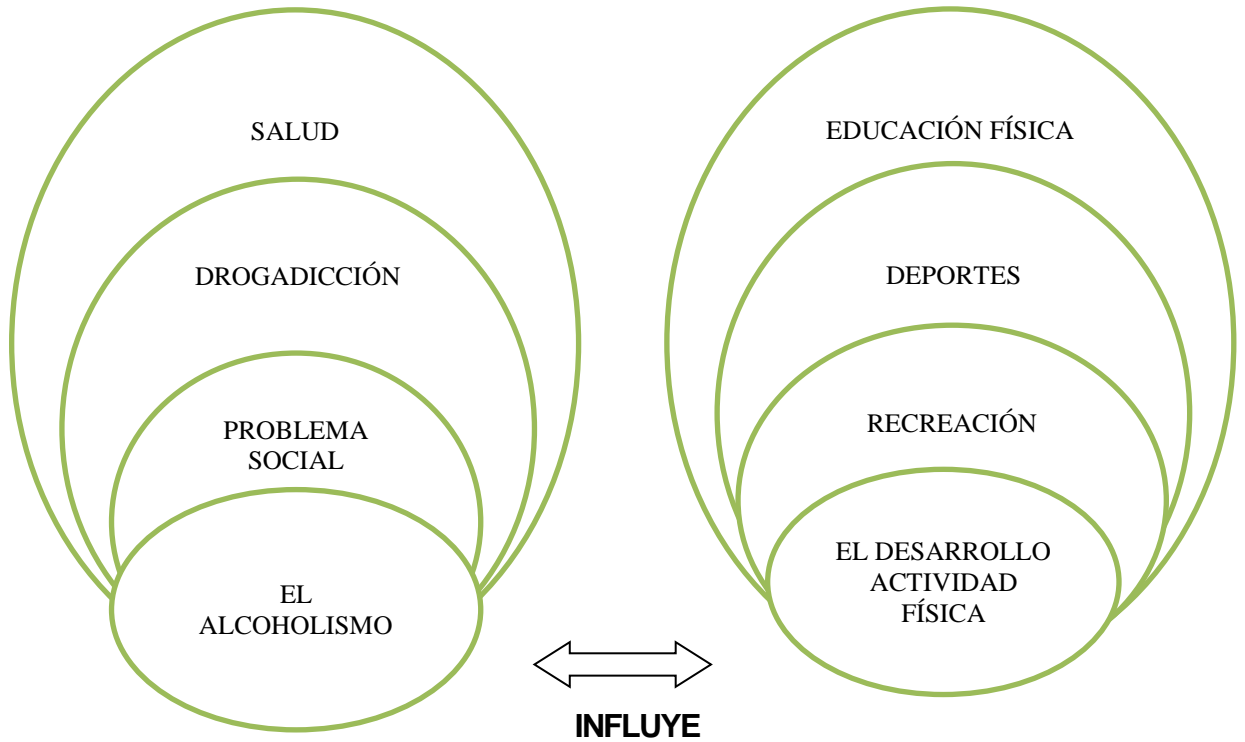 SALUD
DROGADICCIÓN
PROBLEMA
SOCIAL
EL
ALCOHOLISMO
EDUCACIÓN FÍSICA
DEPORTES
RECREACIÓN
EL DESARROLLO
ACTIVIDAD
FÍSICA
INFLUYE